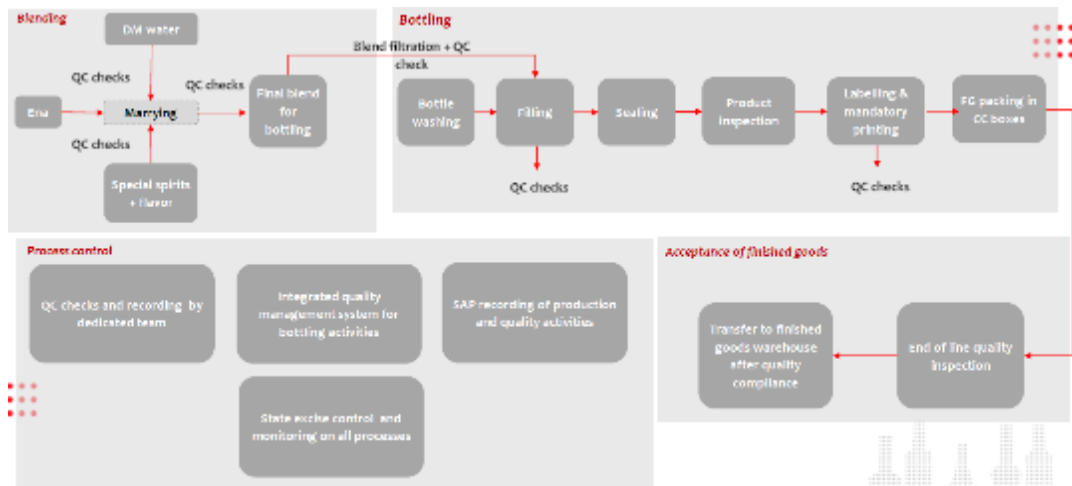 Blending
DM water
QC checks
QC checks
Ena
Marrying
QC checks
Special spirits
+ flavor
Final blend
for
bottling
Blend filtration + QC
check
Bottling
Bottle
washing
Filling
Sealing
Product
inspection
Labelling &
mandatory
printing
FG packing in
CC boxes
QC checks
QC checks
Process control
QC checks and recording by
dedicated team
Integrated quality
management system for
bottling activities
SAP recording of production
and quality activities
State excise control and
monitoring on all processes
Acceptance of finished goods
Transfer to finished
goods warehouse
after quality
compliance
End of line quality
inspection